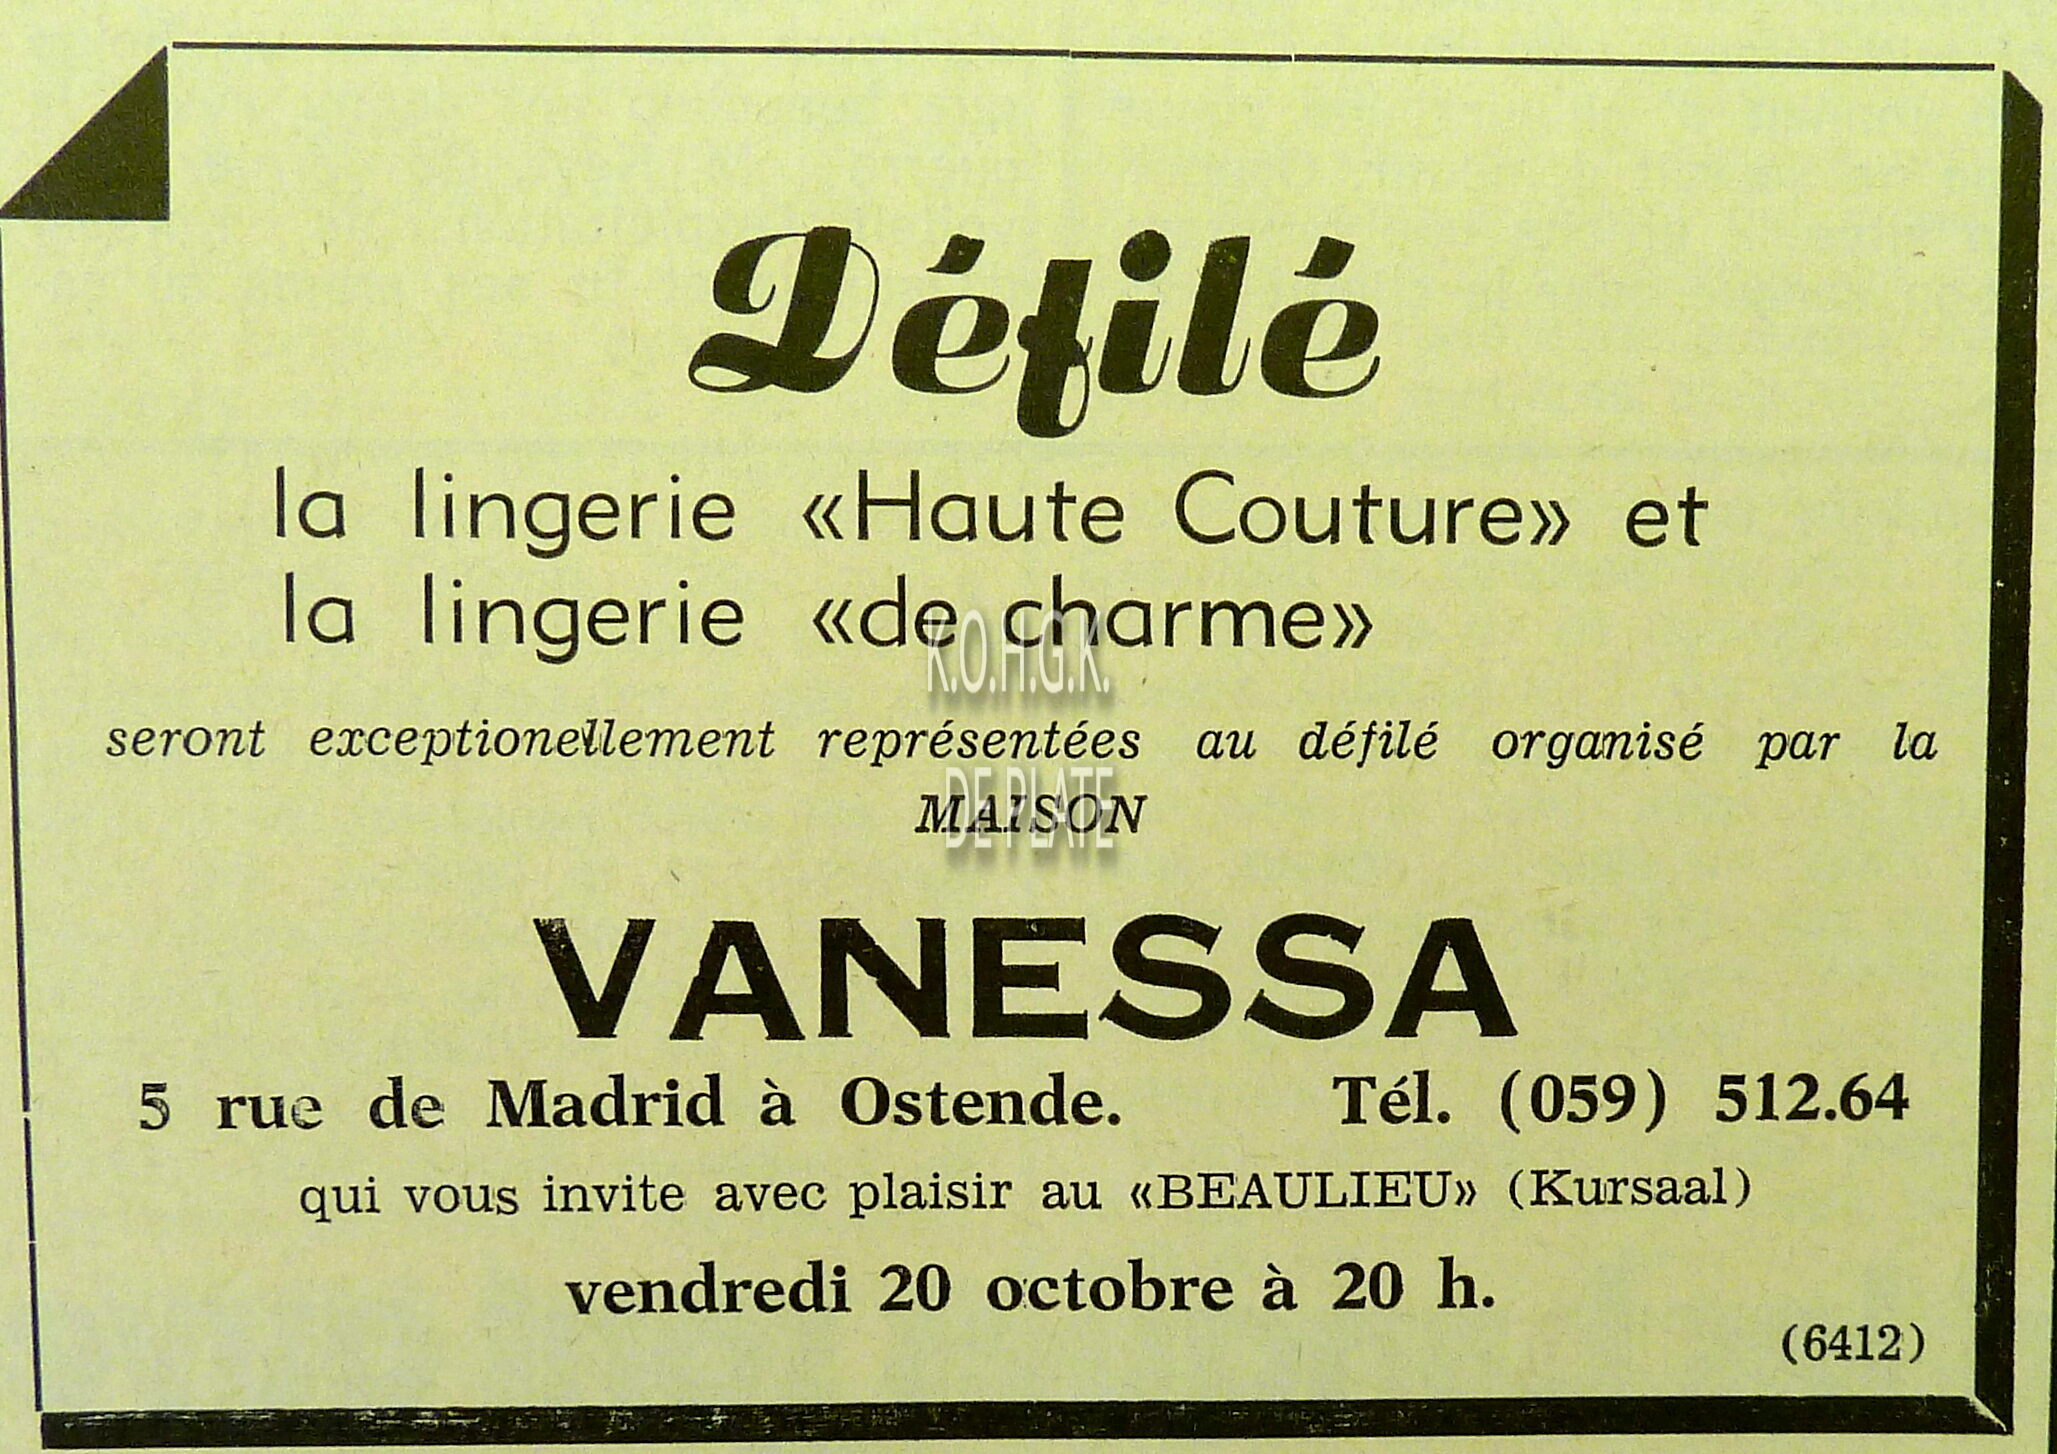 Défilé
la lingerie «Haute Couture» et
la lingerie «de charme»
K.O.H.G.K.
seront exceptionellement représentées au défilé organisé par la
MAISON
DE PLATE
VANESSA
5 rue de Madrid à Ostende. Tél. (059) 512.64
qui vous invite avec plaisir au «BEAULIEU» (Kursaal)
vendredi 20 octobre à 20 h.
(6412)